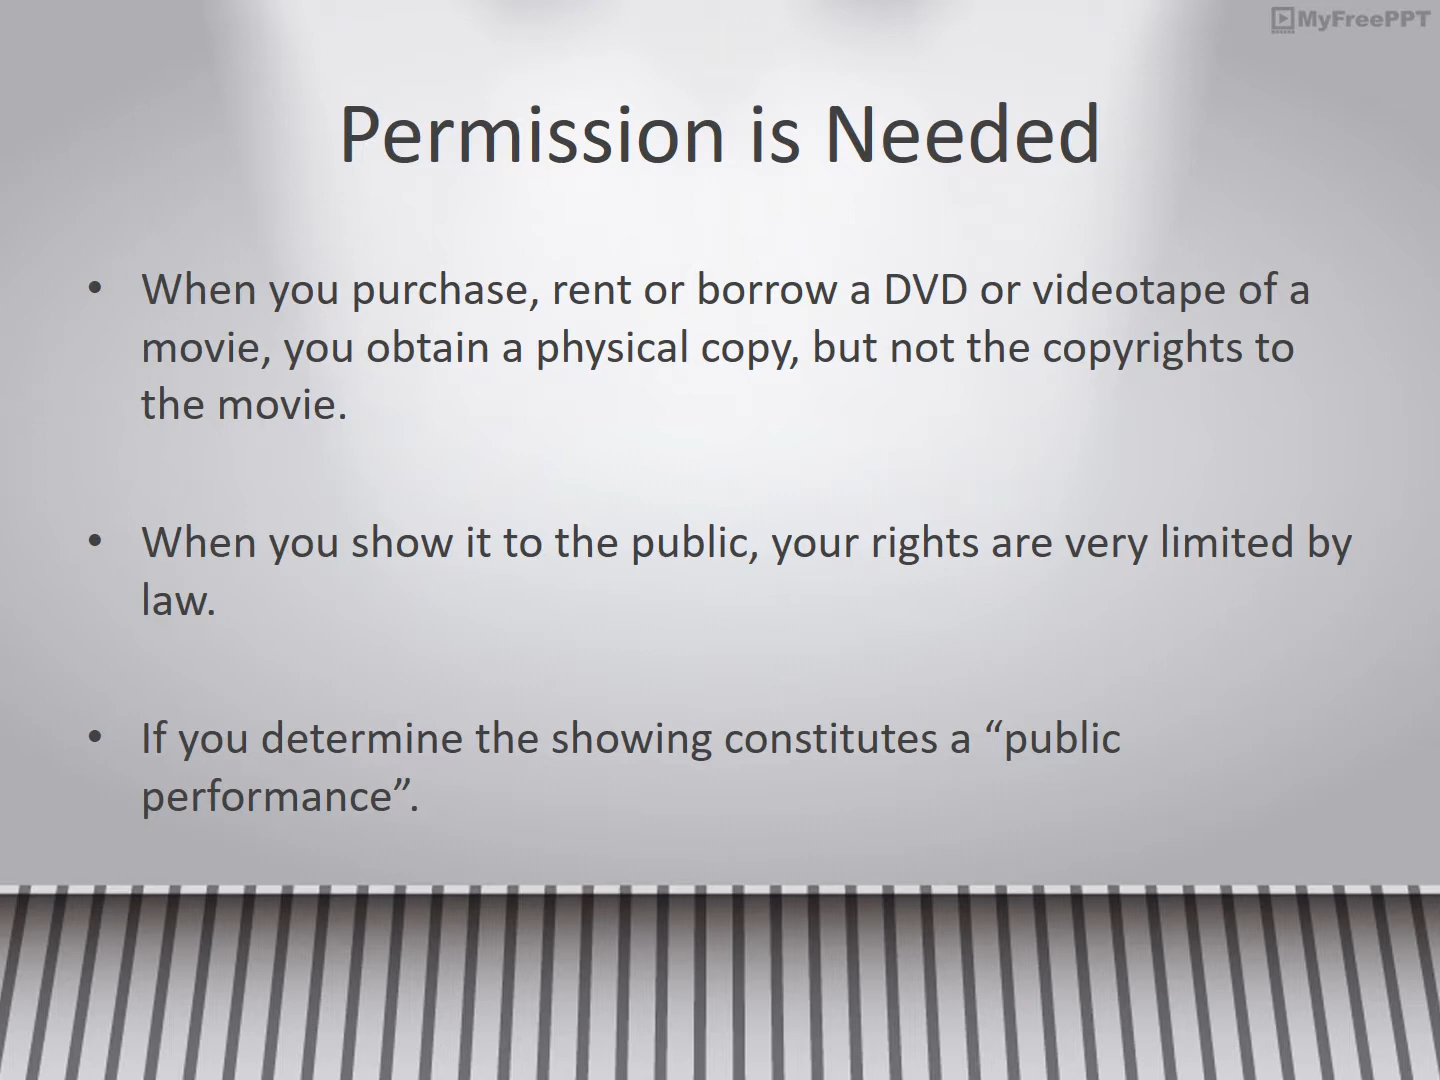 MyFreePPT
Permission is Needed
• When you purchase, rent or borrow a DVD or videotape of a
movie, you obtain a physical copy, but not the copyrights to
the movie.
• When you show it to the public, your rights are very limited by
law.
• If you determine the showing constitutes a “public
performance”.